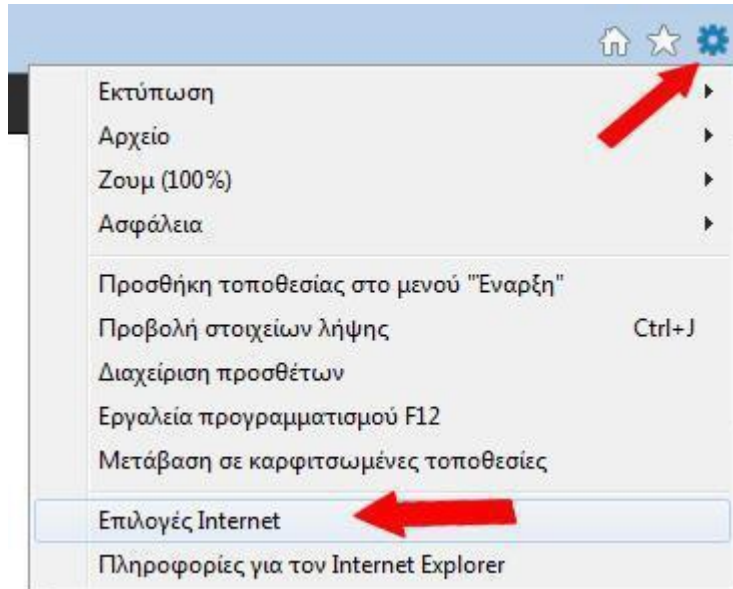 Εκτύπωση
Αρχείο
Ζουμ (100%)
Ασφάλεια
Προσθήκη τοποθεσίας στο μενού "Έναρξη"
Προβολή στοιχείων λήψης Ctrl+J
Διαχείριση προσθέτων
Εργαλεία προγραμματισμού F12
Μετάβαση σε καρφιτσωμένες τοποθεσίες
Επιλογές Internet
Πληροφορίες για τον Internet Explorer